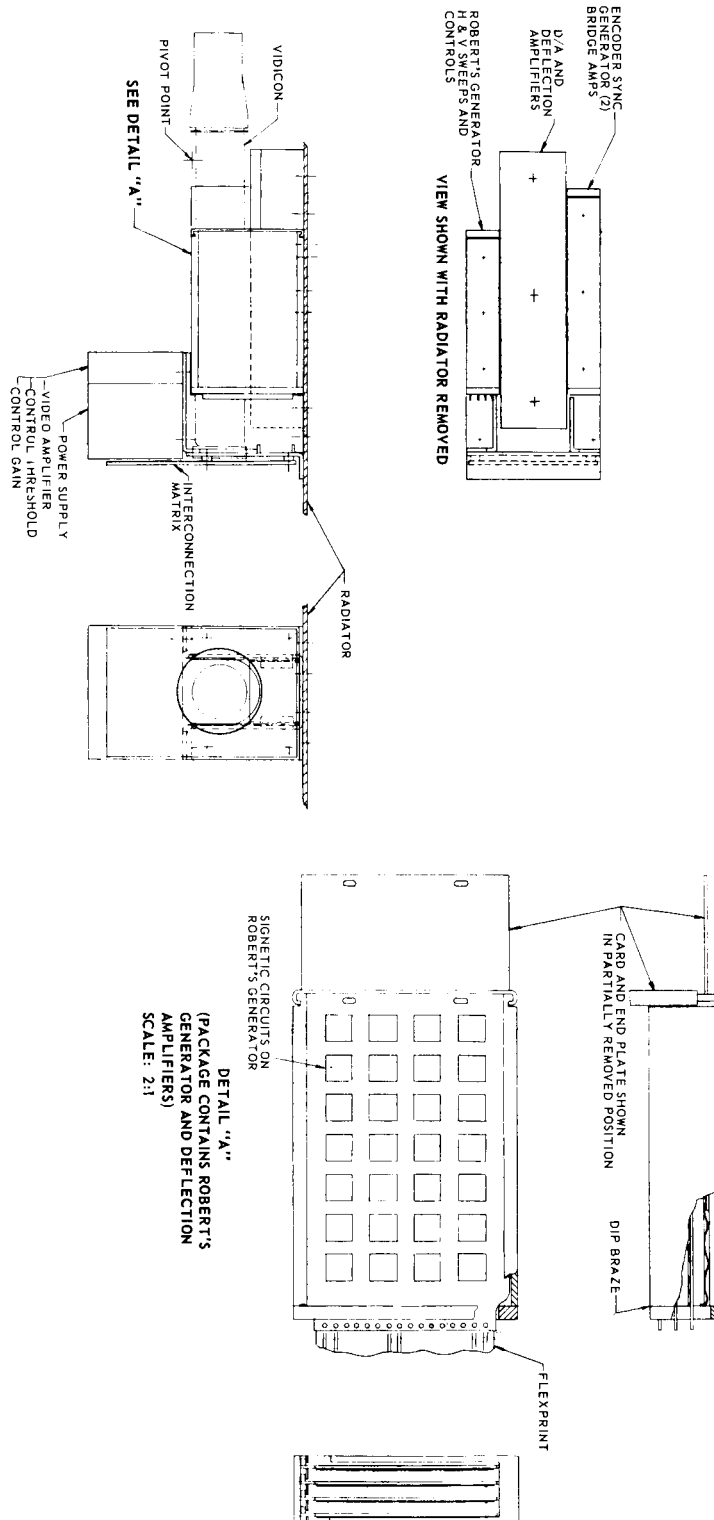 ENCODER SYNC
GENERATOR (2)
BRIDGE AMPS
D/A AND
DEFLECTION
AMPLIFIERS
ROBERT'S GENERATOR
H & V SWEEPS AND
CONTROLS
VIEW SHOWN WITH RADIATOR REMOVED
VIDICON
PIVOT POINT
SEE DETAIL "A"
RADIATOR
INTERCONNECTION
MATRIX
POWER SUPPLY
VIDEO AMPLIFIER
CONTROL THRESHOLD
CONTROL GAIN
CARD AND END PLATE SHOWN
IN PARTIALLY REMOVED POSITION
DIP BRAZE
SIGNETIC CIRCUITS ON
ROBERT'S GENERATOR
FLEXPRINT
DETAIL "A"
(PACKAGE CONTAINS ROBERT'S
GENERATOR AND DEFLECTION
AMPLIFIERS)
SCALE: 2:1